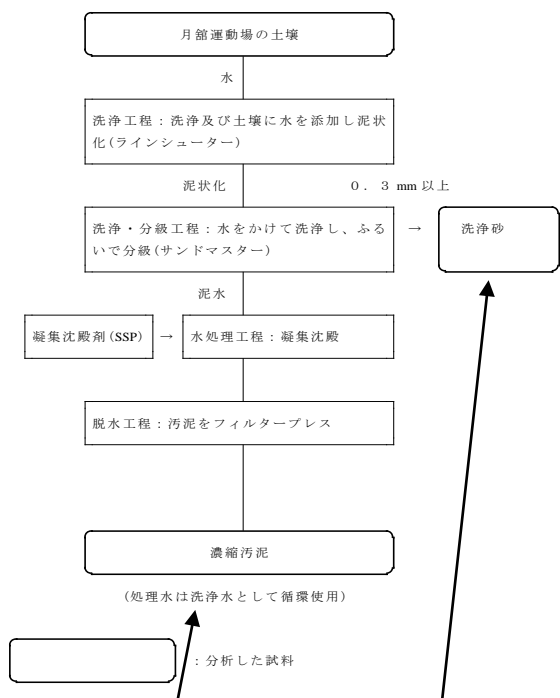 月舘運動場の土壌
水
洗浄工程：洗浄及び土壌に水を添加し泥状
化(ラインシューター)
泥状化
0．3 mm 以上
洗浄・分級工程：水をかけて洗浄し、ふる
いで分級(サンドマスター)
→
洗浄砂
泥水
凝集沈殿剤(SSP)
→
水処理工程：凝集沈殿
脱水工程：汚泥をフィルタープレス
濃縮汚泥
(処理水は洗浄水として循環使用)
：分析した試料